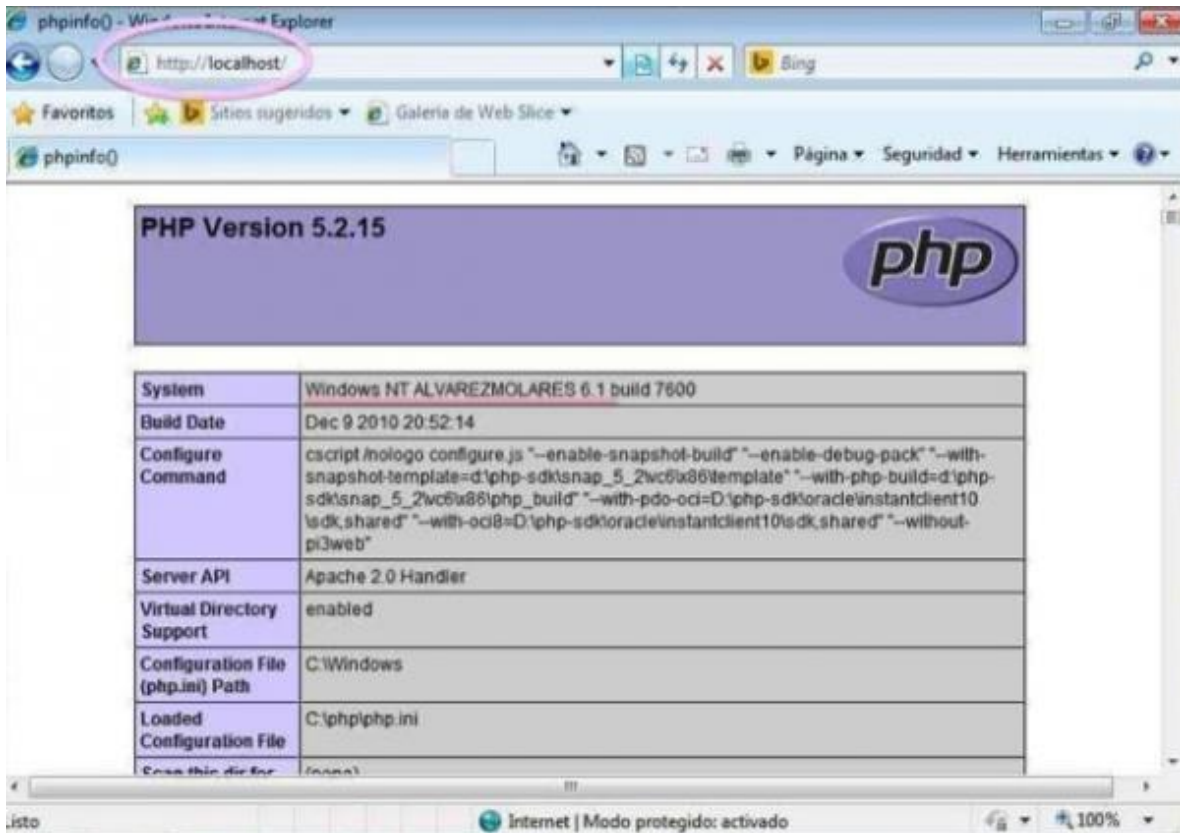 phpinfo() - Windows Internet Explorer
http://localhost/
Bing
Favoritos
Sitios sugeridos
Galería de Web Slice
phpinfo()
Página
Seguridad
Herramientas
PHP Version 5.2.15
php
System
Windows NT ALVAREZMOLARES 6.1 build 7600
Build Date
Dec 9 2010 20:52:14
Configure
Command
cscript /nologo configure.js "--enable-snapshot-build" "--enable-debug-pack" "--with-
snapshot-template=d:\php-sdk\snap_5_2\vc6\x86\template" "--with-php-build=d:\php-
sdk\snap_5_2\vc6\x86\php_build" "--with-pdo-oci=D:\php-sdk\oracle\instantclient10
\sdk,shared" "--with-oci8=D:\php-sdk\oracle\instantclient10\sdk,shared" "--without-
pi3web"
Server API
Apache 2.0 Handler
Virtual Directory
Support
enabled
Configuration File
(php.ini) Path
C:\Windows
Loaded
Configuration File
C:\php\php.ini
Scan this dir for
(none)
Listo
Internet | Modo protegido: activado
100%